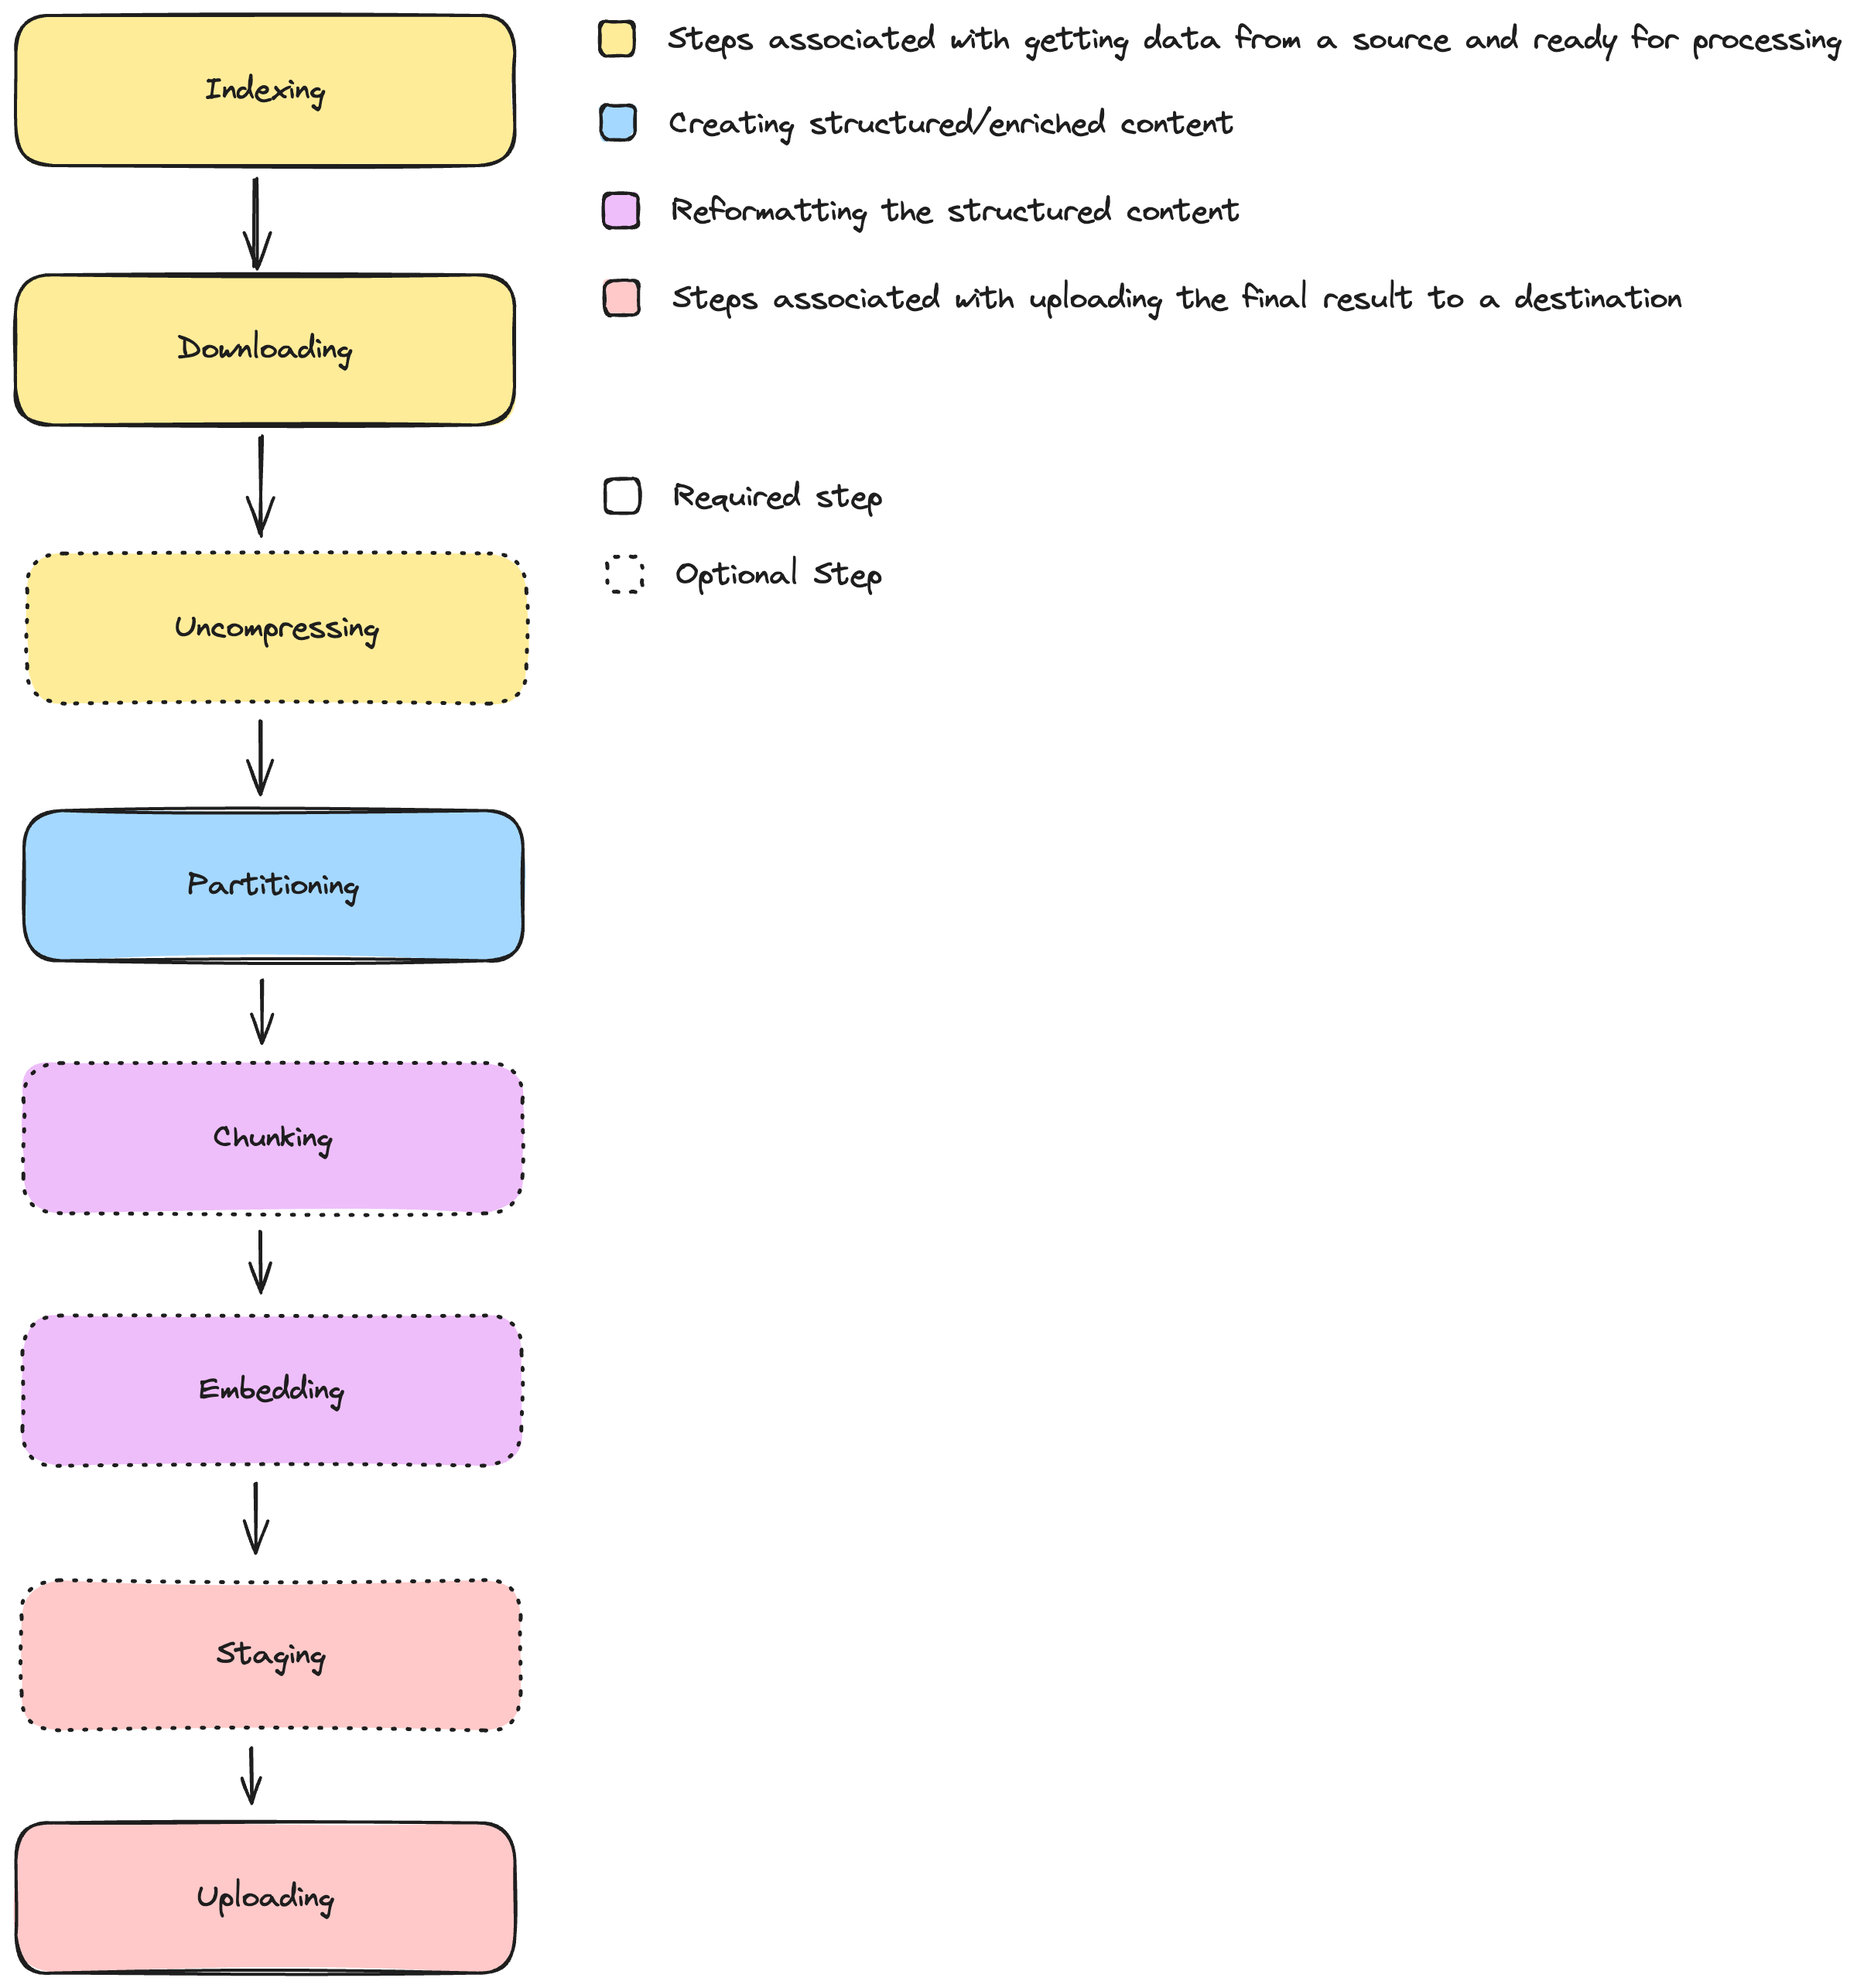 Indexing
Downloading
Uncompressing
Partitioning
Chunking
Embedding
Staging
Uploading
Steps associated with getting data from a source and ready for processing
Creating structured/enriched content
Reformatting the structured content
Steps associated with uploading the final result to a destination
Required step
Optional Step